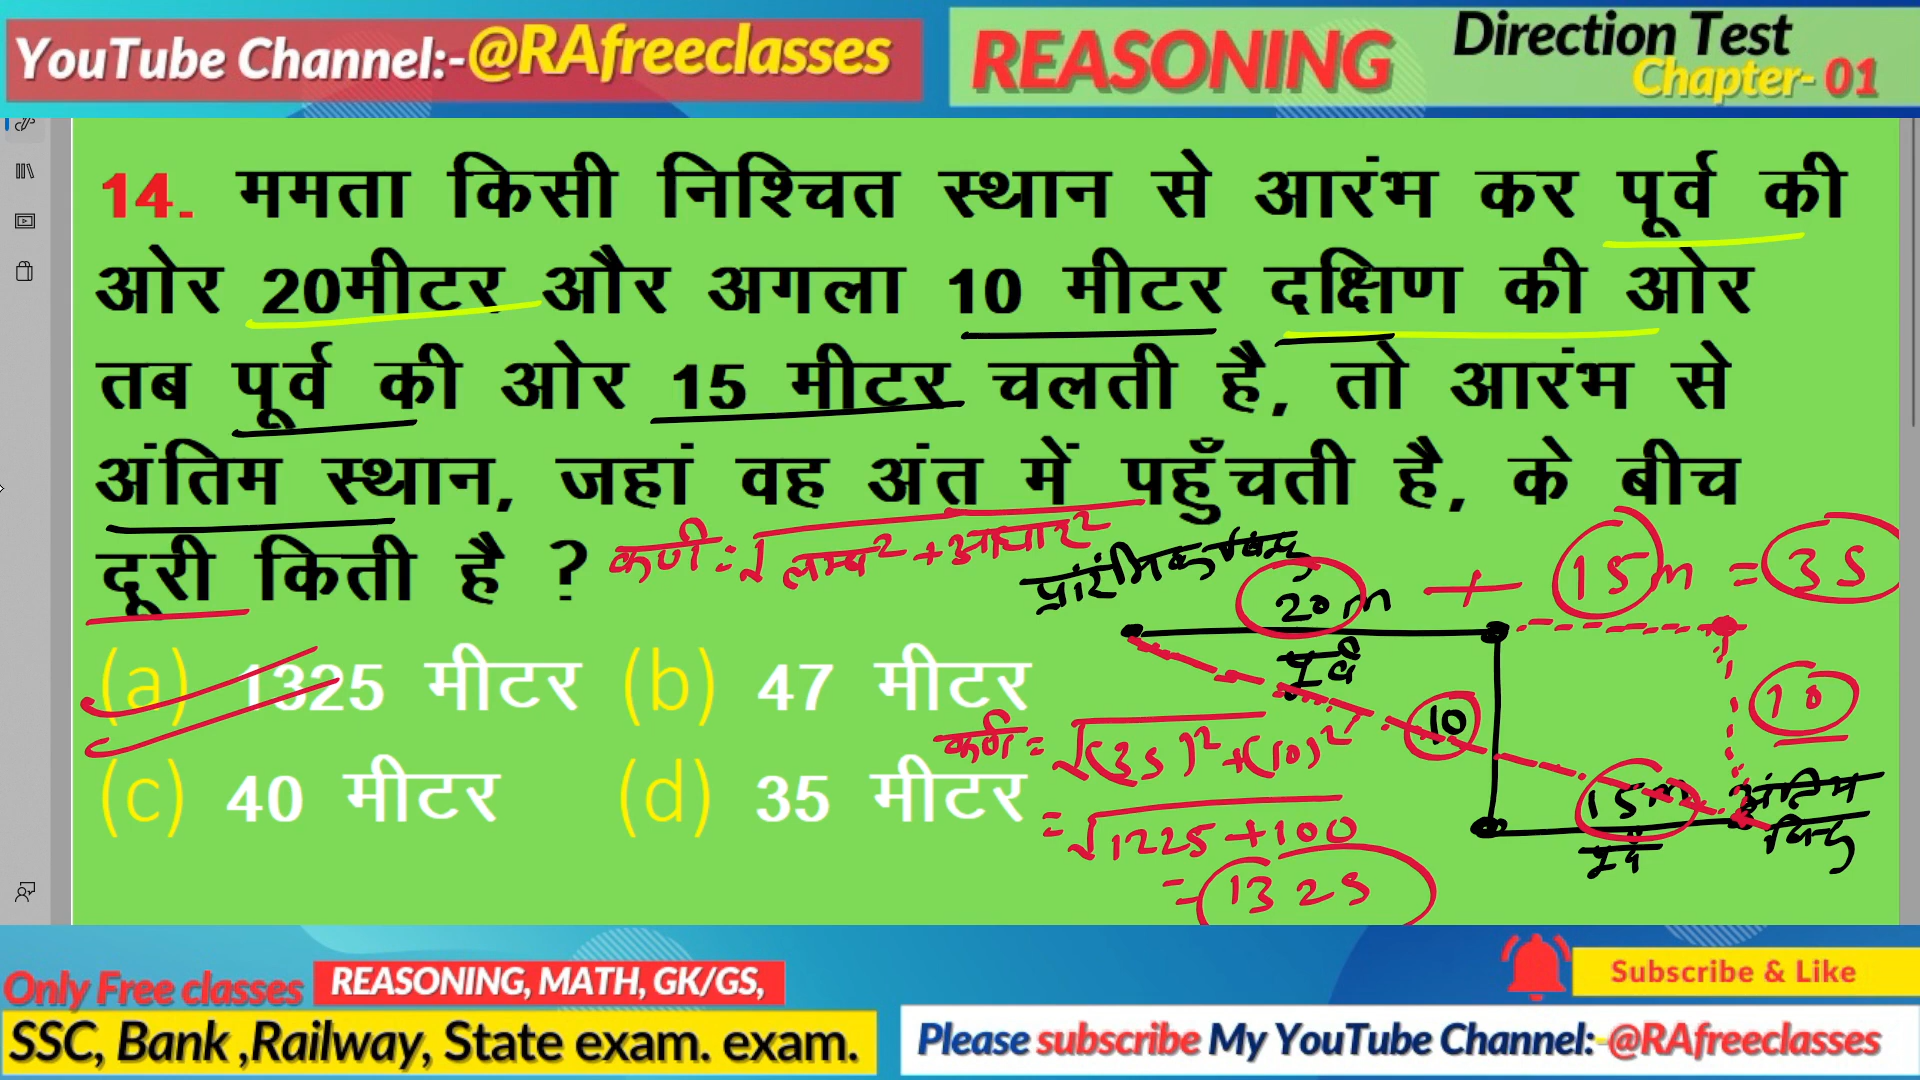 YouTube Channel:-@RAfreeclasses
REASONING
Direction Test
Chapter- 01
14. ममता किसी निश्चित स्थान से आरंभ कर पूर्व की
ओर 20मीटर और अगला 10 मीटर दक्षिण की ओर
तब पूर्व की ओर 15 मीटर चलती है, तो आरंभ से
अंतिम स्थान, जहां वह अंत में पहुँचती है, के बीच
दूरी किती है ?
कर्ण = √लम्ब² + आधार²
(a) 1325 मीटर (b) 47 मीटर
(c) 40 मीटर (d) 35 मीटर
20m + 15m = 35
पूर्व
10
10
15m
पूर्व
अंतिम
बिन्दु
कर्ण = √(35)² + (10)²
= √1225 + 100
= 1325
Only Free classes REASONING, MATH, GK/GS,
SSC, Bank ,Railway, State exam. exam.
Subscribe & Like
Please subscribe My YouTube Channel:-@RAfreeclasses